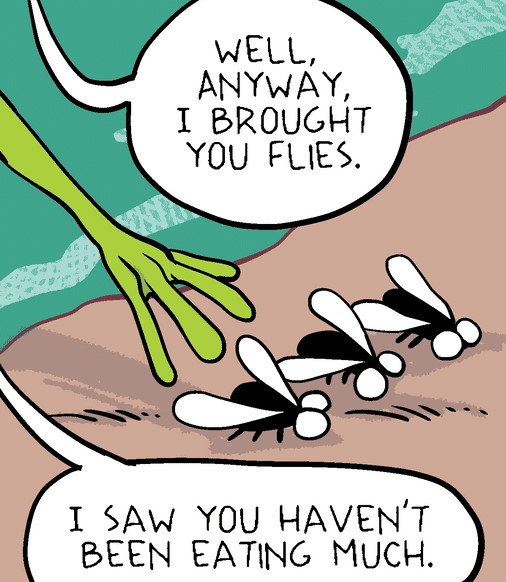 WELL,
ANYWAY,
I BROUGHT
YOU FLIES.
I SAW YOU HAVEN'T
BEEN EATING MUCH.